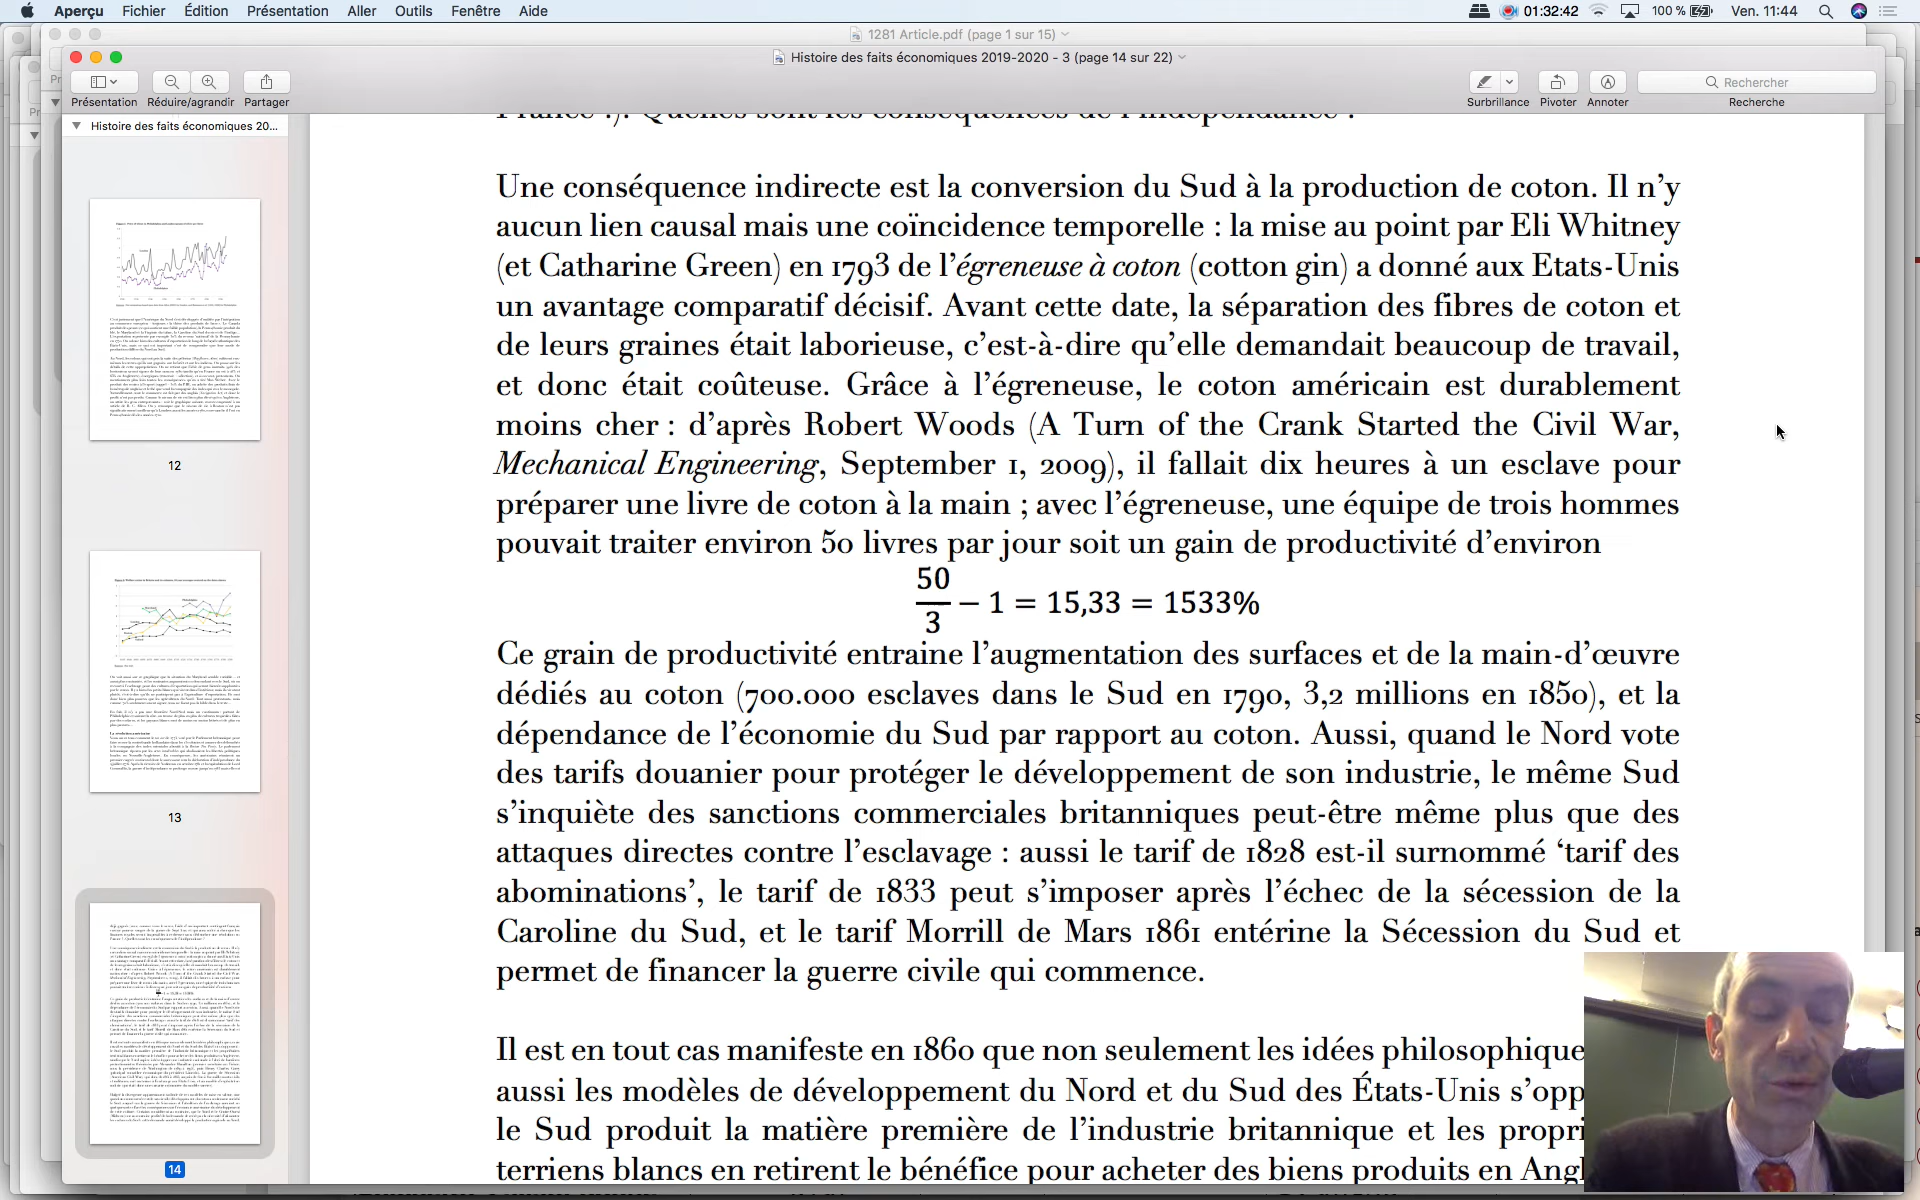 Aperçu Fichier Édition Présentation Aller Outils Fenêtre Aide 01:32:42 100 % Ven. 11:44
1281 Article.pdf (page 1 sur 15)
Histoire des faits économiques 2019-2020 - 3 (page 14 sur 22)
Rechercher
Présentation Réduire/agrandir Partager Surbrillance Pivoter Annoter Recherche
Histoire des faits économiques 20...
12
13
14
France .). Quelles sont les conséquences de l'indépendance .
Une conséquence indirecte est la conversion du Sud à la production de coton. Il n'y
aucun lien causal mais une coïncidence temporelle : la mise au point par Eli Whitney
(et Catharine Green) en 1793 de l'égreneuse à coton (cotton gin) a donné aux Etats-Unis
un avantage comparatif décisif. Avant cette date, la séparation des fibres de coton et
de leurs graines était laborieuse, c'est-à-dire qu'elle demandait beaucoup de travail,
et donc était coûteuse. Grâce à l'égreneuse, le coton américain est durablement
moins cher : d'après Robert Woods (A Turn of the Crank Started the Civil War,
Mechanical Engineering, September 1, 2009), il fallait dix heures à un esclave pour
préparer une livre de coton à la main ; avec l'égreneuse, une équipe de trois hommes
pouvait traiter environ 50 livres par jour soit un gain de productivité d'environ
50/3 − 1 = 15,33 = 1533%
Ce grain de productivité entraine l'augmentation des surfaces et de la main-d'œuvre
dédiés au coton (700.000 esclaves dans le Sud en 1790, 3,2 millions en 1850), et la
dépendance de l'économie du Sud par rapport au coton. Aussi, quand le Nord vote
des tarifs douanier pour protéger le développement de son industrie, le même Sud
s'inquiète des sanctions commerciales britanniques peut-être même plus que des
attaques directes contre l'esclavage : aussi le tarif de 1828 est-il surnommé 'tarif des
abominations', le tarif de 1833 peut s'imposer après l'échec de la sécession de la
Caroline du Sud, et le tarif Morrill de Mars 1861 entérine la Sécession du Sud et
permet de financer la guerre civile qui commence.
Il est en tout cas manifeste en 1860 que non seulement les idées philosophique
aussi les modèles de développement du Nord et du Sud des États-Unis s'opp
le Sud produit la matière première de l'industrie britannique et les propri
terriens blancs en retirent le bénéfice pour acheter des biens produits en Angl